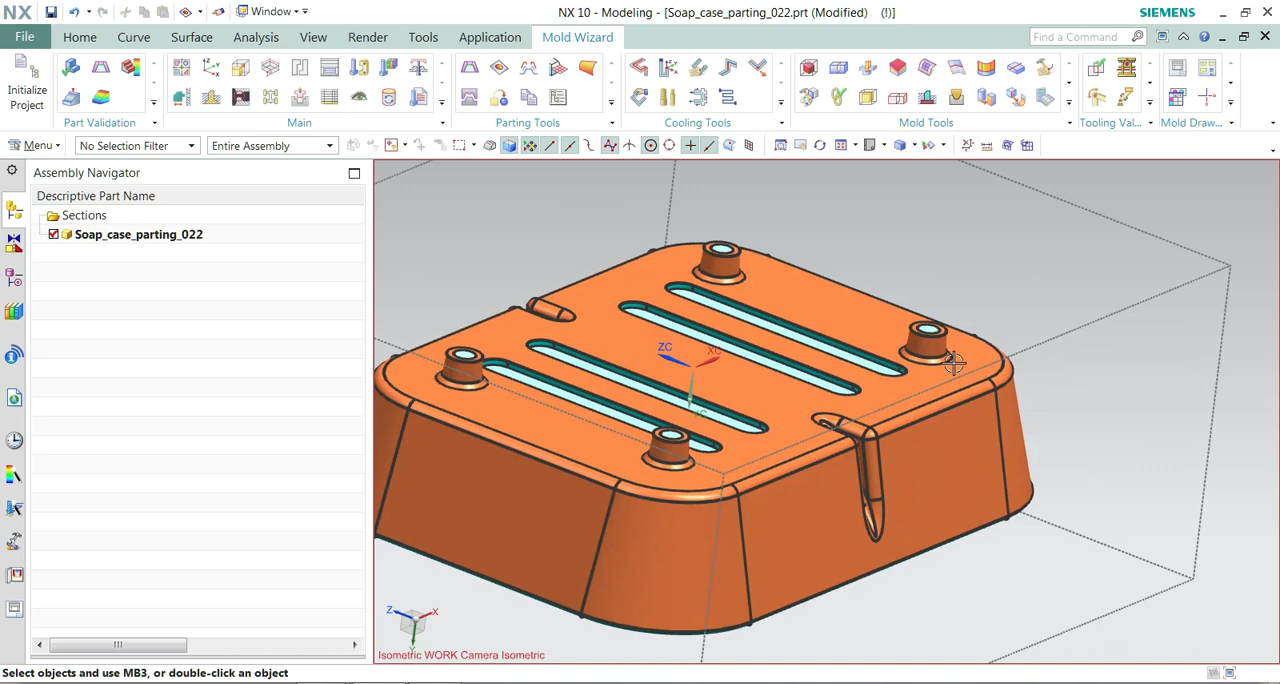 NX
Window
NX 10 - Modeling - [Soap_case_parting_022.prt (Modified) (!)]
SIEMENS
File
Home
Curve
Surface
Analysis
View
Render
Tools
Application
Mold Wizard
Find a Command
Initialize
Project
Part Validation
Main
Parting Tools
Cooling Tools
Mold Tools
Tooling Val...
Mold Draw...
Menu
No Selection Filter
Entire Assembly
Assembly Navigator
Descriptive Part Name
Sections
Soap_case_parting_022
ZC
XC
YC
Z
X
Y
Isometric WORK Camera Isometric
Select objects and use MB3, or double-click an object